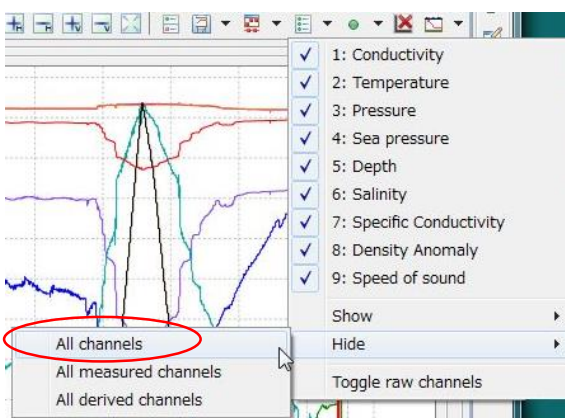 1: Conductivity
2: Temperature
3: Pressure
4: Sea pressure
5: Depth
6: Salinity
7: Specific Conductivity
8: Density Anomaly
9: Speed of sound
Show
Hide
Toggle raw channels
All channels
All measured channels
All derived channels